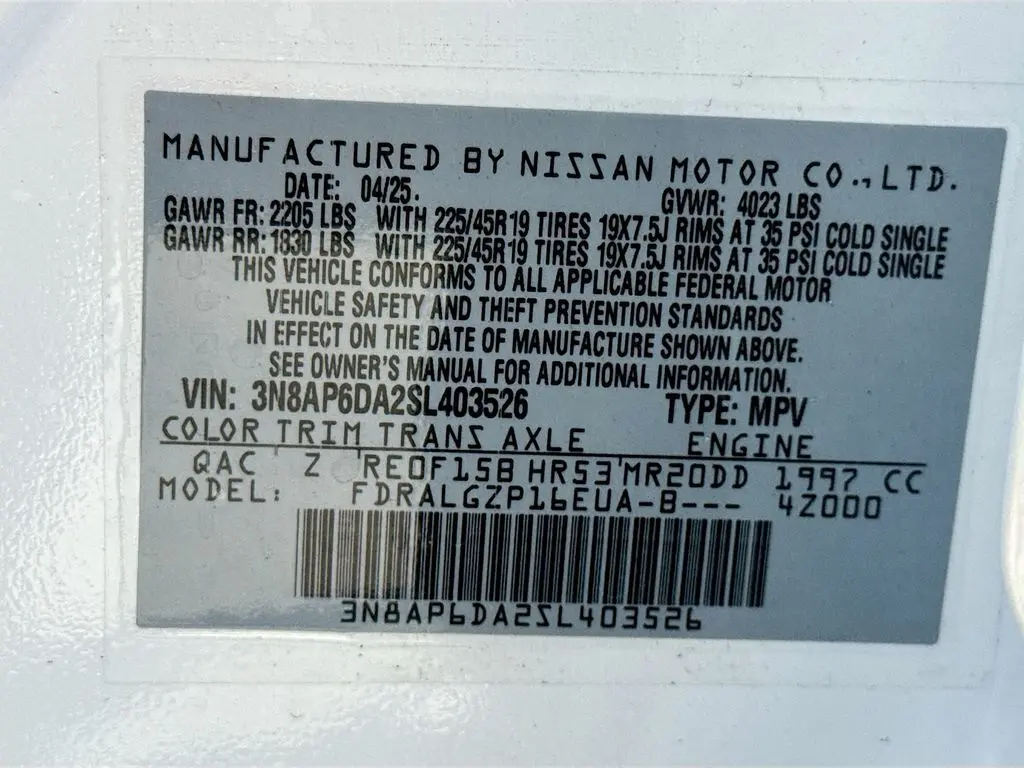 MANUFACTURED BY NISSAN MOTOR CO.,LTD.
DATE: 04/25. GVWR: 4023 LBS
GAWR FR: 2205 LBS WITH 225/45R19 TIRES 19X7.5J RIMS AT 35 PSI COLD SINGLE
GAWR RR: 1830 LBS WITH 225/45R19 TIRES 19X7.5J RIMS AT 35 PSI COLD SINGLE
THIS VEHICLE CONFORMS TO ALL APPLICABLE FEDERAL MOTOR
VEHICLE SAFETY AND THEFT PREVENTION STANDARDS
IN EFFECT ON THE DATE OF MANUFACTURE SHOWN ABOVE.
SEE OWNER'S MANUAL FOR ADDITIONAL INFORMATION.
VIN: 3N8AP6DA2SL403526 TYPE: MPV
COLOR TRIM TRANS AXLE ENGINE
QAC Z RE0F15B HR53 MR20DD 1997 CC
MODEL: FDRALGZP16EUA-B--- 4Z000
3N8AP6DA2SL403526